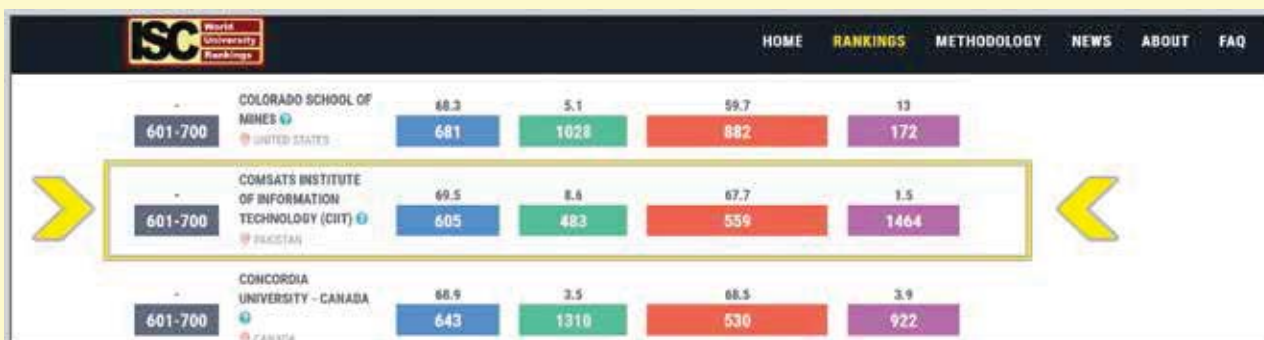 ISC World
University
Rankings
HOME RANKINGS METHODOLOGY NEWS ABOUT FAQ
- COLORADO SCHOOL OF 68.3 5.1 59.7 13
601-700 MINES 681 1028 882 172
UNITED STATES
COMSATS INSTITUTE
- OF INFORMATION 69.5 8.6 67.7 1.5
601-700 TECHNOLOGY (CIIT) 605 483 559 1464
PAKISTAN
CONCORDIA
- UNIVERSITY - CANADA 68.9 3.5 68.5 3.9
601-700 643 1310 530 922
CANADA